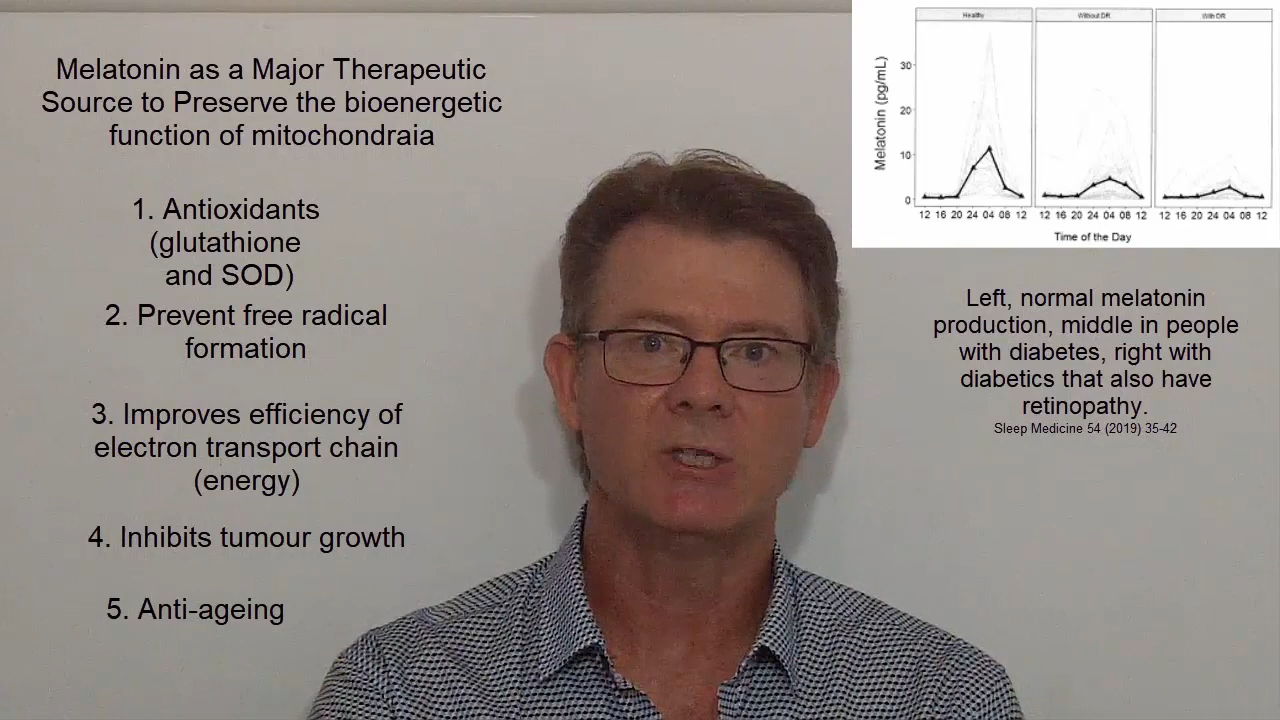 Melatonin as a Major Therapeutic
Source to Preserve the bioenergetic
function of mitochondraia
1. Antioxidants
(glutathione
and SOD)
2. Prevent free radical
formation
3. Improves efficiency of
electron transport chain
(energy)
4. Inhibits tumour growth
5. Anti-ageing
Healthy
Without DR
With DR
Melatonin (pg/mL)
30
20
10
0
12 16 20 24 04 08 12
12 16 20 24 04 08 12
12 16 20 24 04 08 12
Time of the Day
Left, normal melatonin
production, middle in people
with diabetes, right with
diabetics that also have
retinopathy.
Sleep Medicine 54 (2019) 35-42